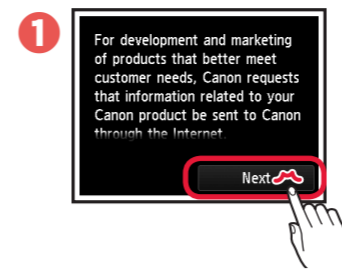 1
For development and marketing
of products that better meet
customer needs, Canon requests
that information related to your
Canon product be sent to Canon
through the Internet.
Next